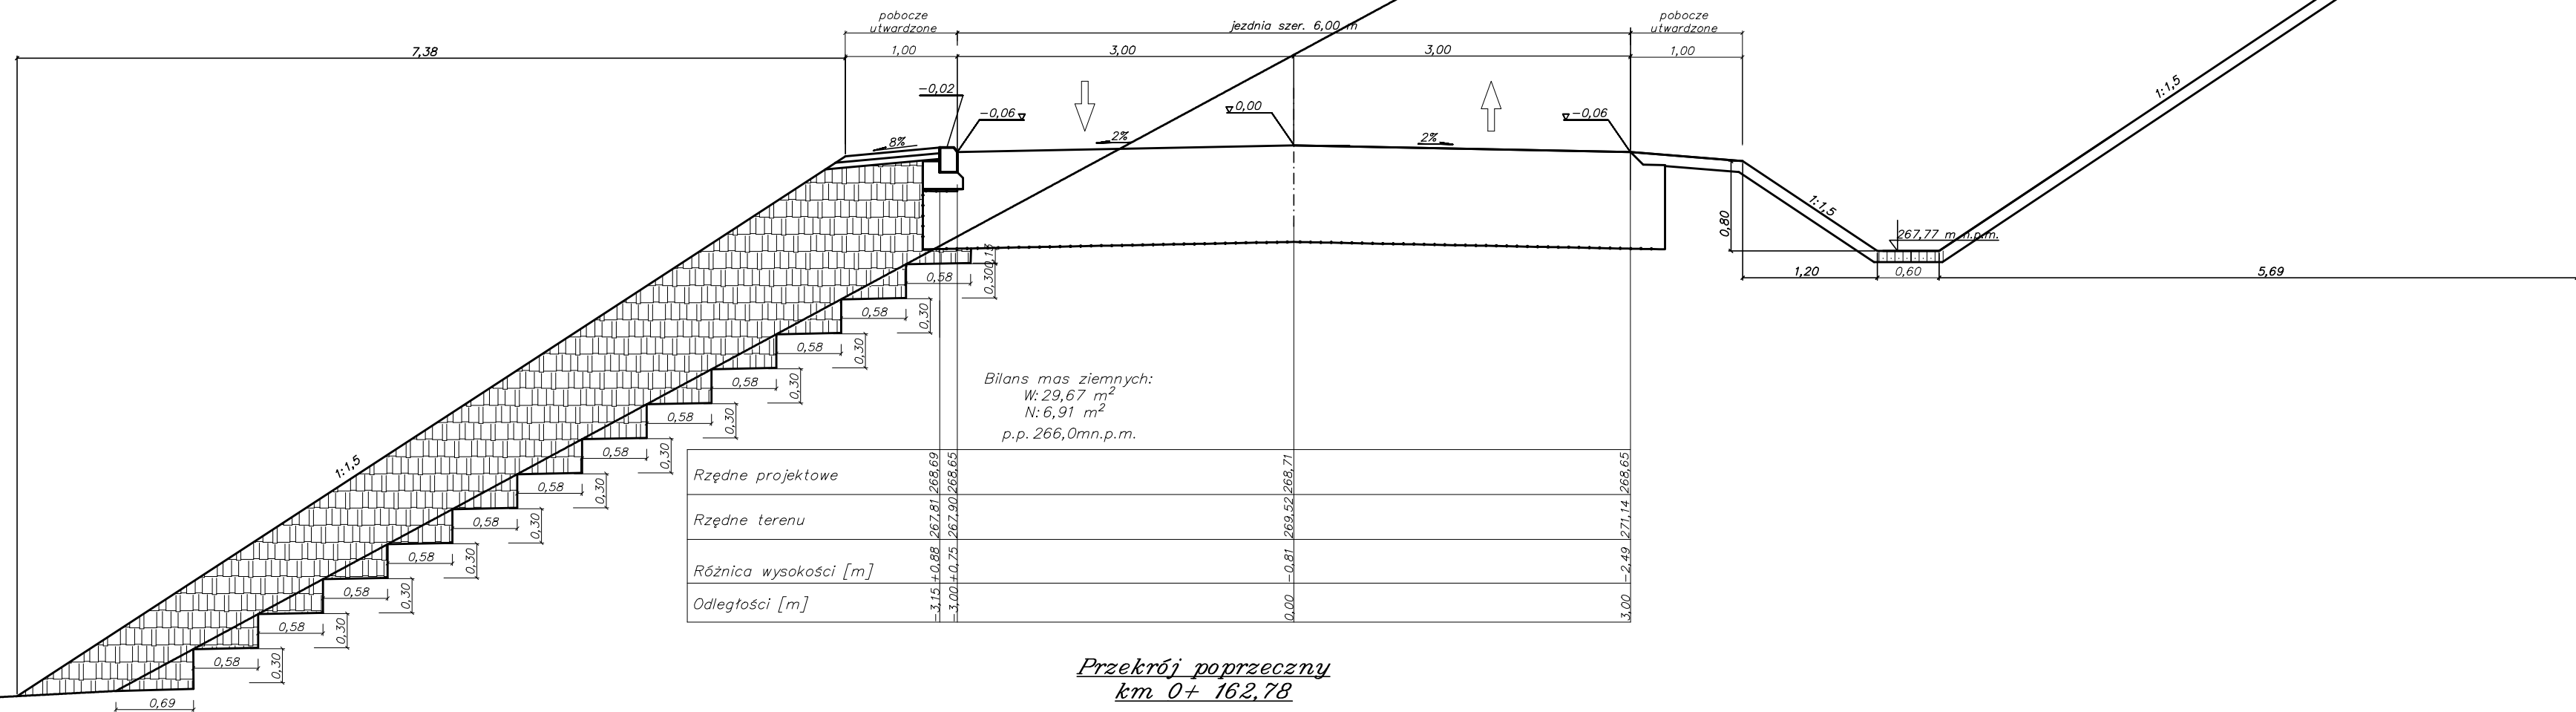 pobocze
utwardzone
jezdnia szer. 6,00 m
pobocze
utwardzone
7,38
1,00
3,00
3,00
1,00
-0,02
-0,06
0,00
-0,06
8%
2%
2%
1:1,5
1:1,5
0,80
267,77 m n.p.m.
1,20
0,60
5,69
0,15
0,30
0,58
0,58
0,30
0,58
0,30
0,58
0,30
0,58
0,30
0,58
0,30
0,58
0,30
0,58
0,30
0,58
0,30
0,58
0,30
0,58
0,30
0,58
0,30
0,69
1:1,5
Bilans mas ziemnych:
W: 29,67 m²
N: 6,91 m²
p.p. 266,0mn.p.m.
Rzędne projektowe 268,69 268,65 268,71 268,65
Rzędne terenu 267,81 267,90 269,52 271,14
Różnica wysokości [m] +0,88 +0,75 -0,81 -2,49
Odległości [m] -3,15 -3,00 0,00 3,00
Przekrój poprzeczny
km 0+ 162,78